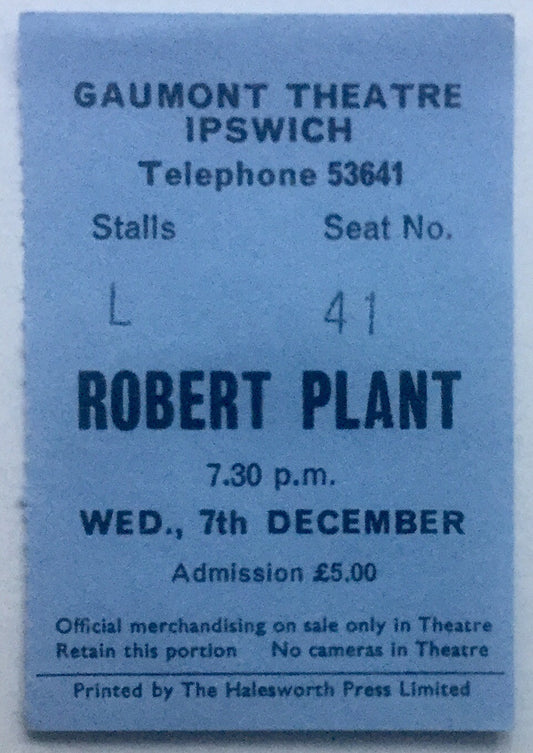 GAUMONT THEATRE
IPSWICH
Telephone 53641
Stalls Seat No.
L 41
ROBERT PLANT
7.30 p.m.
WED., 7th DECEMBER
Admission £5.00
Official merchandising on sale only in Theatre
Retain this portion No cameras in Theatre
Printed by The Halesworth Press Limited